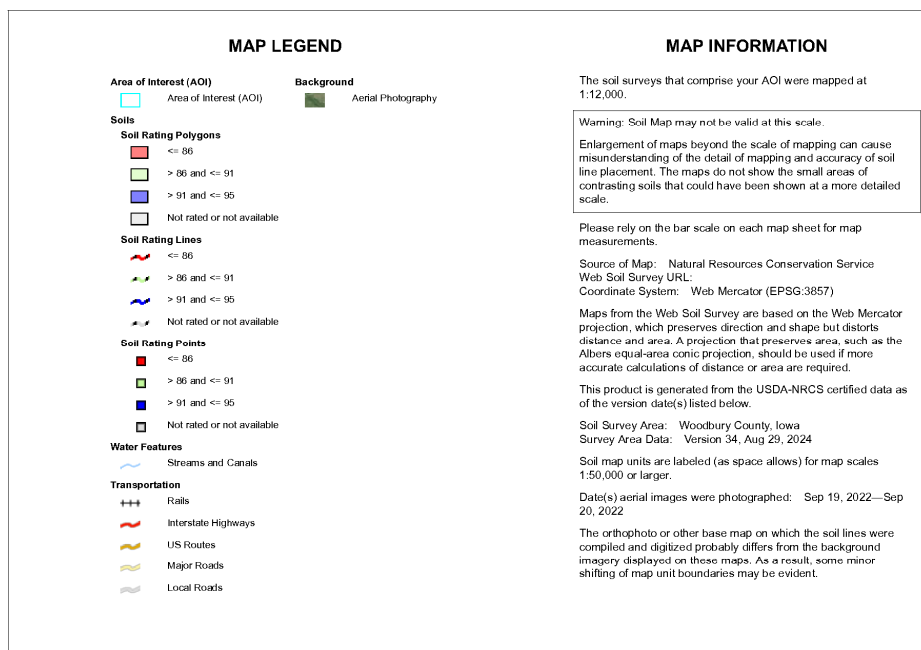 MAP LEGEND
Area of Interest (AOI)
Area of Interest (AOI)
Background
Aerial Photography
Soils
Soil Rating Polygons
<= 86
> 86 and <= 91
> 91 and <= 95
Not rated or not available
Soil Rating Lines
<= 86
> 86 and <= 91
> 91 and <= 95
Not rated or not available
Soil Rating Points
<= 86
> 86 and <= 91
> 91 and <= 95
Not rated or not available
Water Features
Streams and Canals
Transportation
Rails
Interstate Highways
US Routes
Major Roads
Local Roads
MAP INFORMATION
The soil surveys that comprise your AOI were mapped at
1:12,000.
Warning: Soil Map may not be valid at this scale.
Enlargement of maps beyond the scale of mapping can cause
misunderstanding of the detail of mapping and accuracy of soil
line placement. The maps do not show the small areas of
contrasting soils that could have been shown at a more detailed
scale.
Please rely on the bar scale on each map sheet for map
measurements.
Source of Map: Natural Resources Conservation Service
Web Soil Survey URL:
Coordinate System: Web Mercator (EPSG:3857)
Maps from the Web Soil Survey are based on the Web Mercator
projection, which preserves direction and shape but distorts
distance and area. A projection that preserves area, such as the
Albers equal-area conic projection, should be used if more
accurate calculations of distance or area are required.
This product is generated from the USDA-NRCS certified data as
of the version date(s) listed below.
Soil Survey Area: Woodbury County, Iowa
Survey Area Data: Version 34, Aug 29, 2024
Soil map units are labeled (as space allows) for map scales
1:50,000 or larger.
Date(s) aerial images were photographed: Sep 19, 2022—Sep
20, 2022
The orthophoto or other base map on which the soil lines were
compiled and digitized probably differs from the background
imagery displayed on these maps. As a result, some minor
shifting of map unit boundaries may be evident.